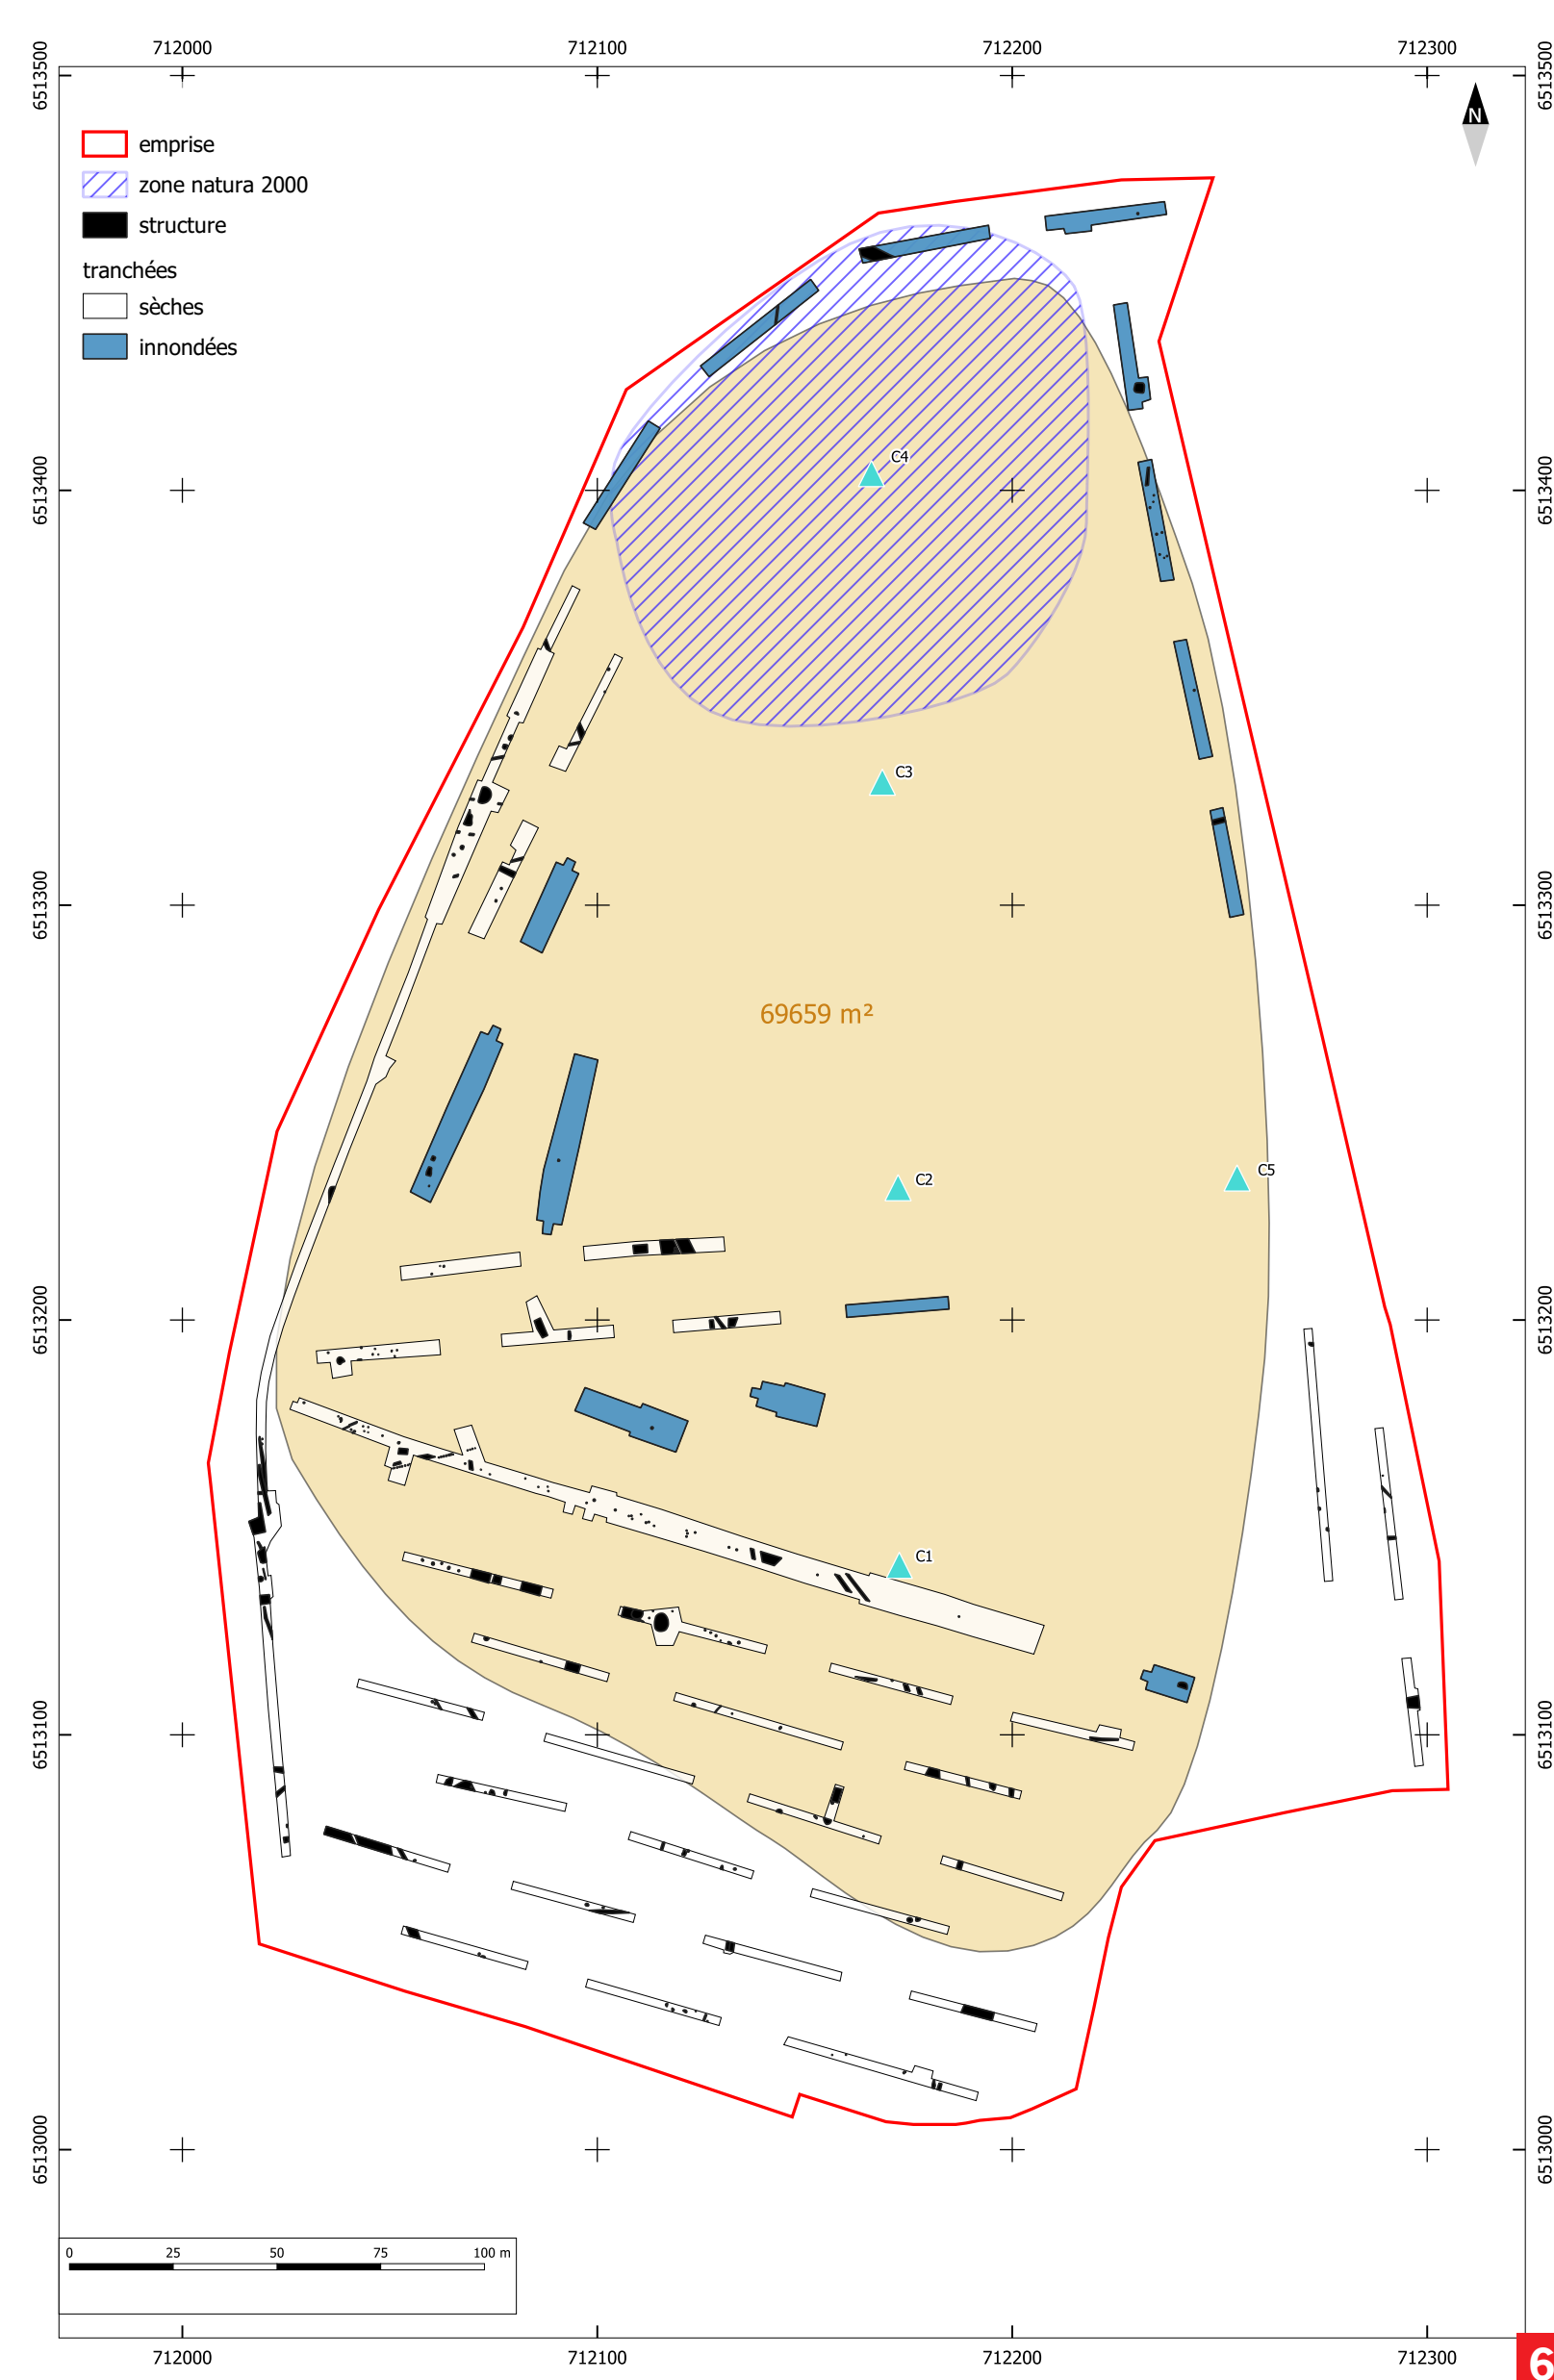 712000 712100 712200 712300
6513500 6513500
N
emprise
zone natura 2000
structure
tranchées
sèches
innondées
C4
6513400 6513400
C3
6513300 6513300
69659 m²
C5
C2
6513200 6513200
C1
6513100 6513100
6513000 6513000
0 25 50 75 100 m
712000 712100 712200 712300
6